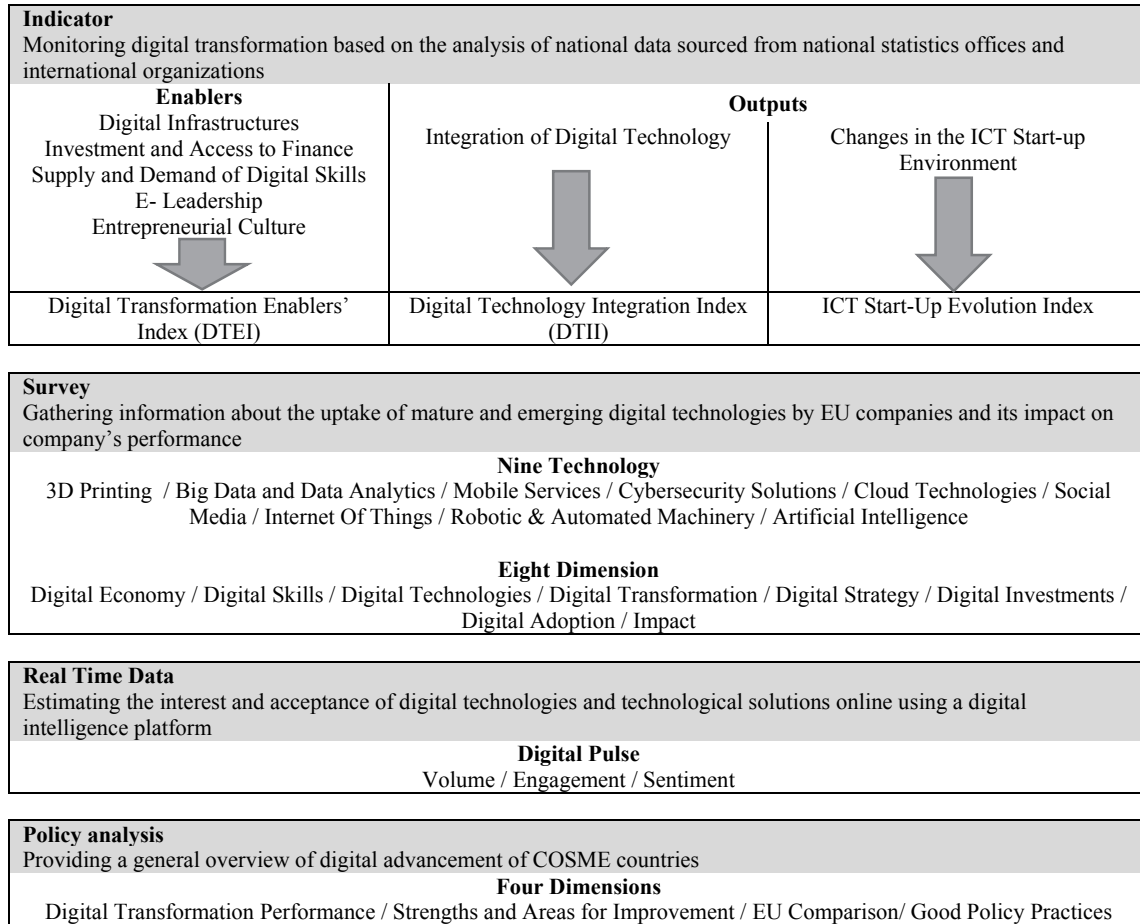 Indicator
Monitoring digital transformation based on the analysis of national data sourced from national statistics offices and
international organizations
Enablers
Digital Infrastructures
Investment and Access to Finance
Supply and Demand of Digital Skills
E- Leadership
Entrepreneurial Culture
Outputs
Integration of Digital Technology
Changes in the ICT Start-up
Environment
Digital Transformation Enablers’
Index (DTEI)
Digital Technology Integration Index
(DTII)
ICT Start-Up Evolution Index
Survey
Gathering information about the uptake of mature and emerging digital technologies by EU companies and its impact on
company’s performance
Nine Technology
3D Printing / Big Data and Data Analytics / Mobile Services / Cybersecurity Solutions / Cloud Technologies / Social
Media / Internet Of Things / Robotic & Automated Machinery / Artificial Intelligence
Eight Dimension
Digital Economy / Digital Skills / Digital Technologies / Digital Transformation / Digital Strategy / Digital Investments /
Digital Adoption / Impact
Real Time Data
Estimating the interest and acceptance of digital technologies and technological solutions online using a digital
intelligence platform
Digital Pulse
Volume / Engagement / Sentiment
Policy analysis
Providing a general overview of digital advancement of COSME countries
Four Dimensions
Digital Transformation Performance / Strengths and Areas for Improvement / EU Comparison/ Good Policy Practices